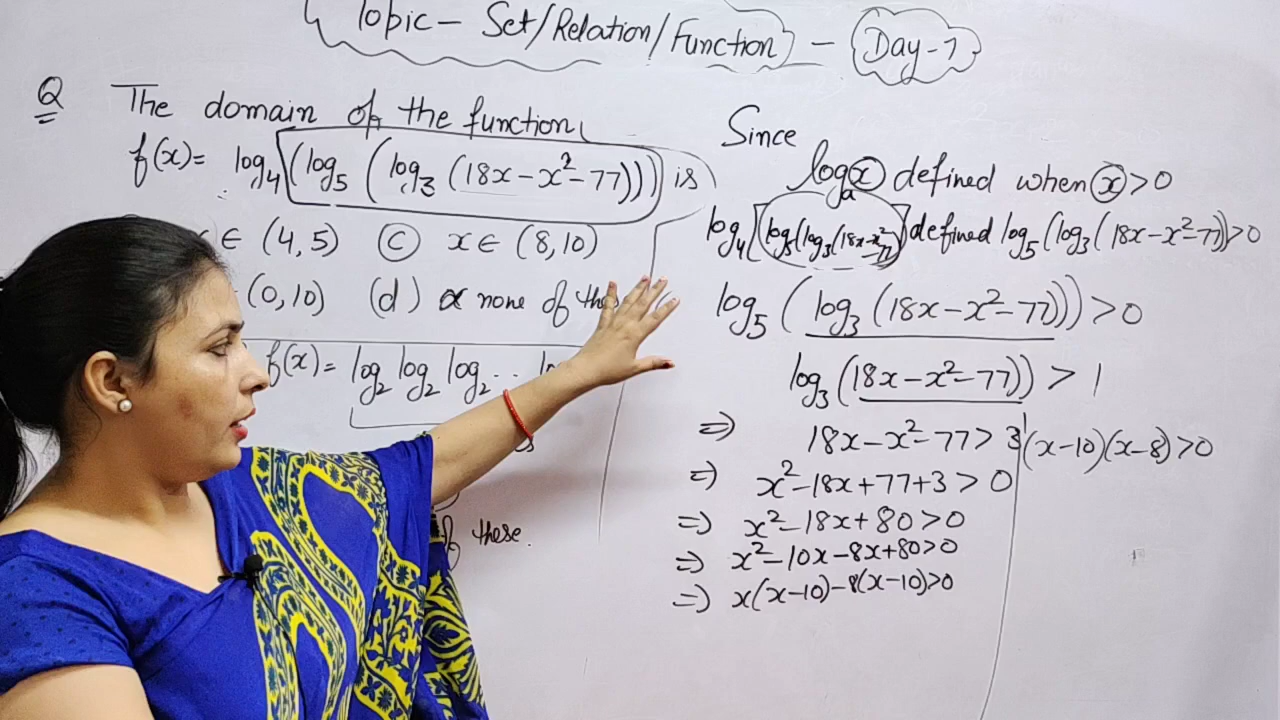 Topic – Set/Relation/Function – Day-7
Q The domain of the function
f(x) = log₄(log₅(log₃(18x – x² – 77))) is
x ∈ (4,5) (c) x ∈ (8,10)
(0,10) (d) none of these
f(x) = log₂ log₂ log₂ ..
of these.
Since
logₐx defined when x > 0
log₄[log₅(log₃(18x – x² – 77] defined log₅(log₃(18x – x² – 77)) > 0
log₅(log₃(18x – x² – 77)) > 0
log₃(18x – x² – 77)) > 1
⇒ 18x – x² – 77 > 3
⇒ x² – 18x + 77 + 3 > 0
⇒ x² – 18x + 80 > 0
⇒ x² – 10x – 8x + 80 > 0
⇒ x(x – 10) – 8(x – 10) > 0
(x – 10)(x – 8) > 0